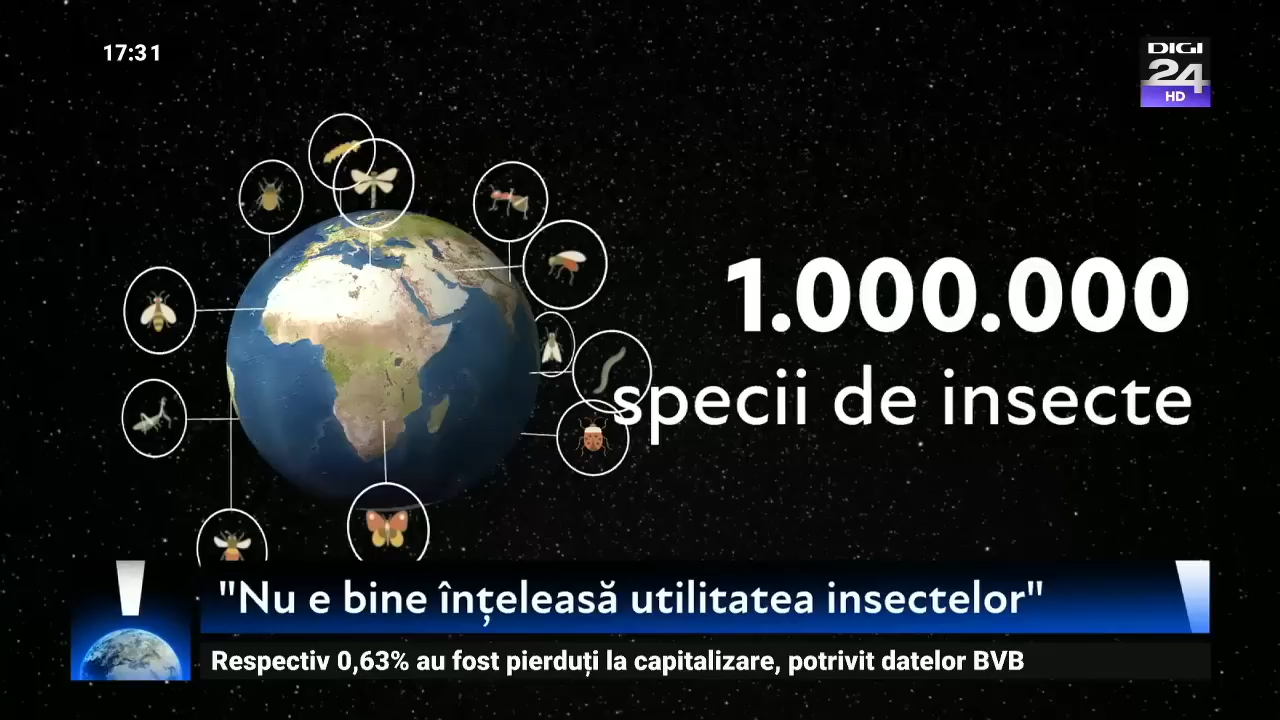 17:31
DIGI
24
HD
1.000.000
specii de insecte
"Nu e bine înțeleasă utilitatea insectelor"
Respectiv 0,63% au fost pierduți la capitalizare, potrivit datelor BVB